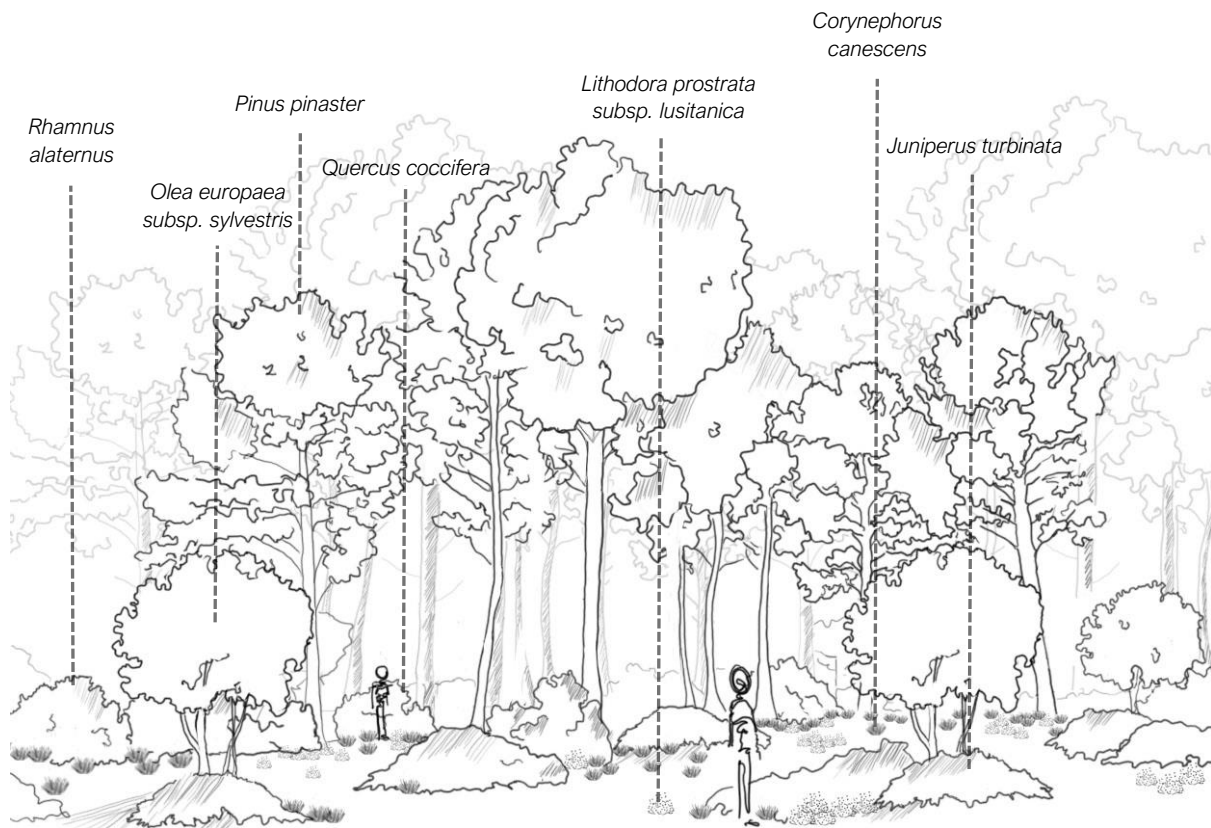 Corynephorus
canescens
Lithodora prostrata
subsp. lusitanica
Pinus pinaster
Rhamnus
alaternus
Quercus coccifera
Juniperus turbinata
Olea europaea
subsp. sylvestris